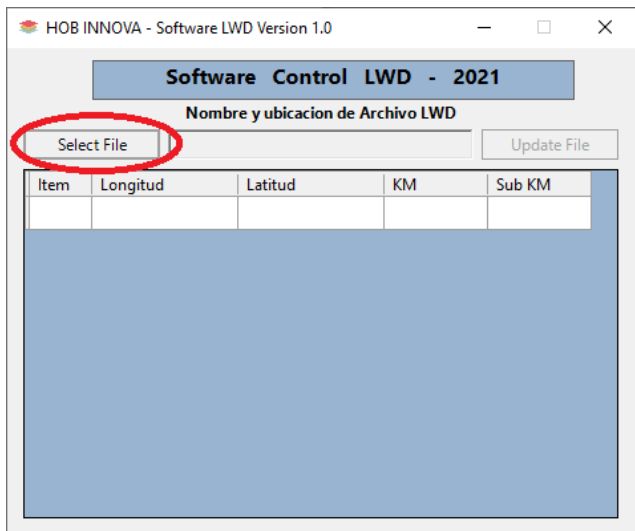 HOB INNOVA - Software LWD Version 1.0
Software Control LWD - 2021
Nombre y ubicacion de Archivo LWD
Select File Update File
Item Longitud Latitud KM Sub KM